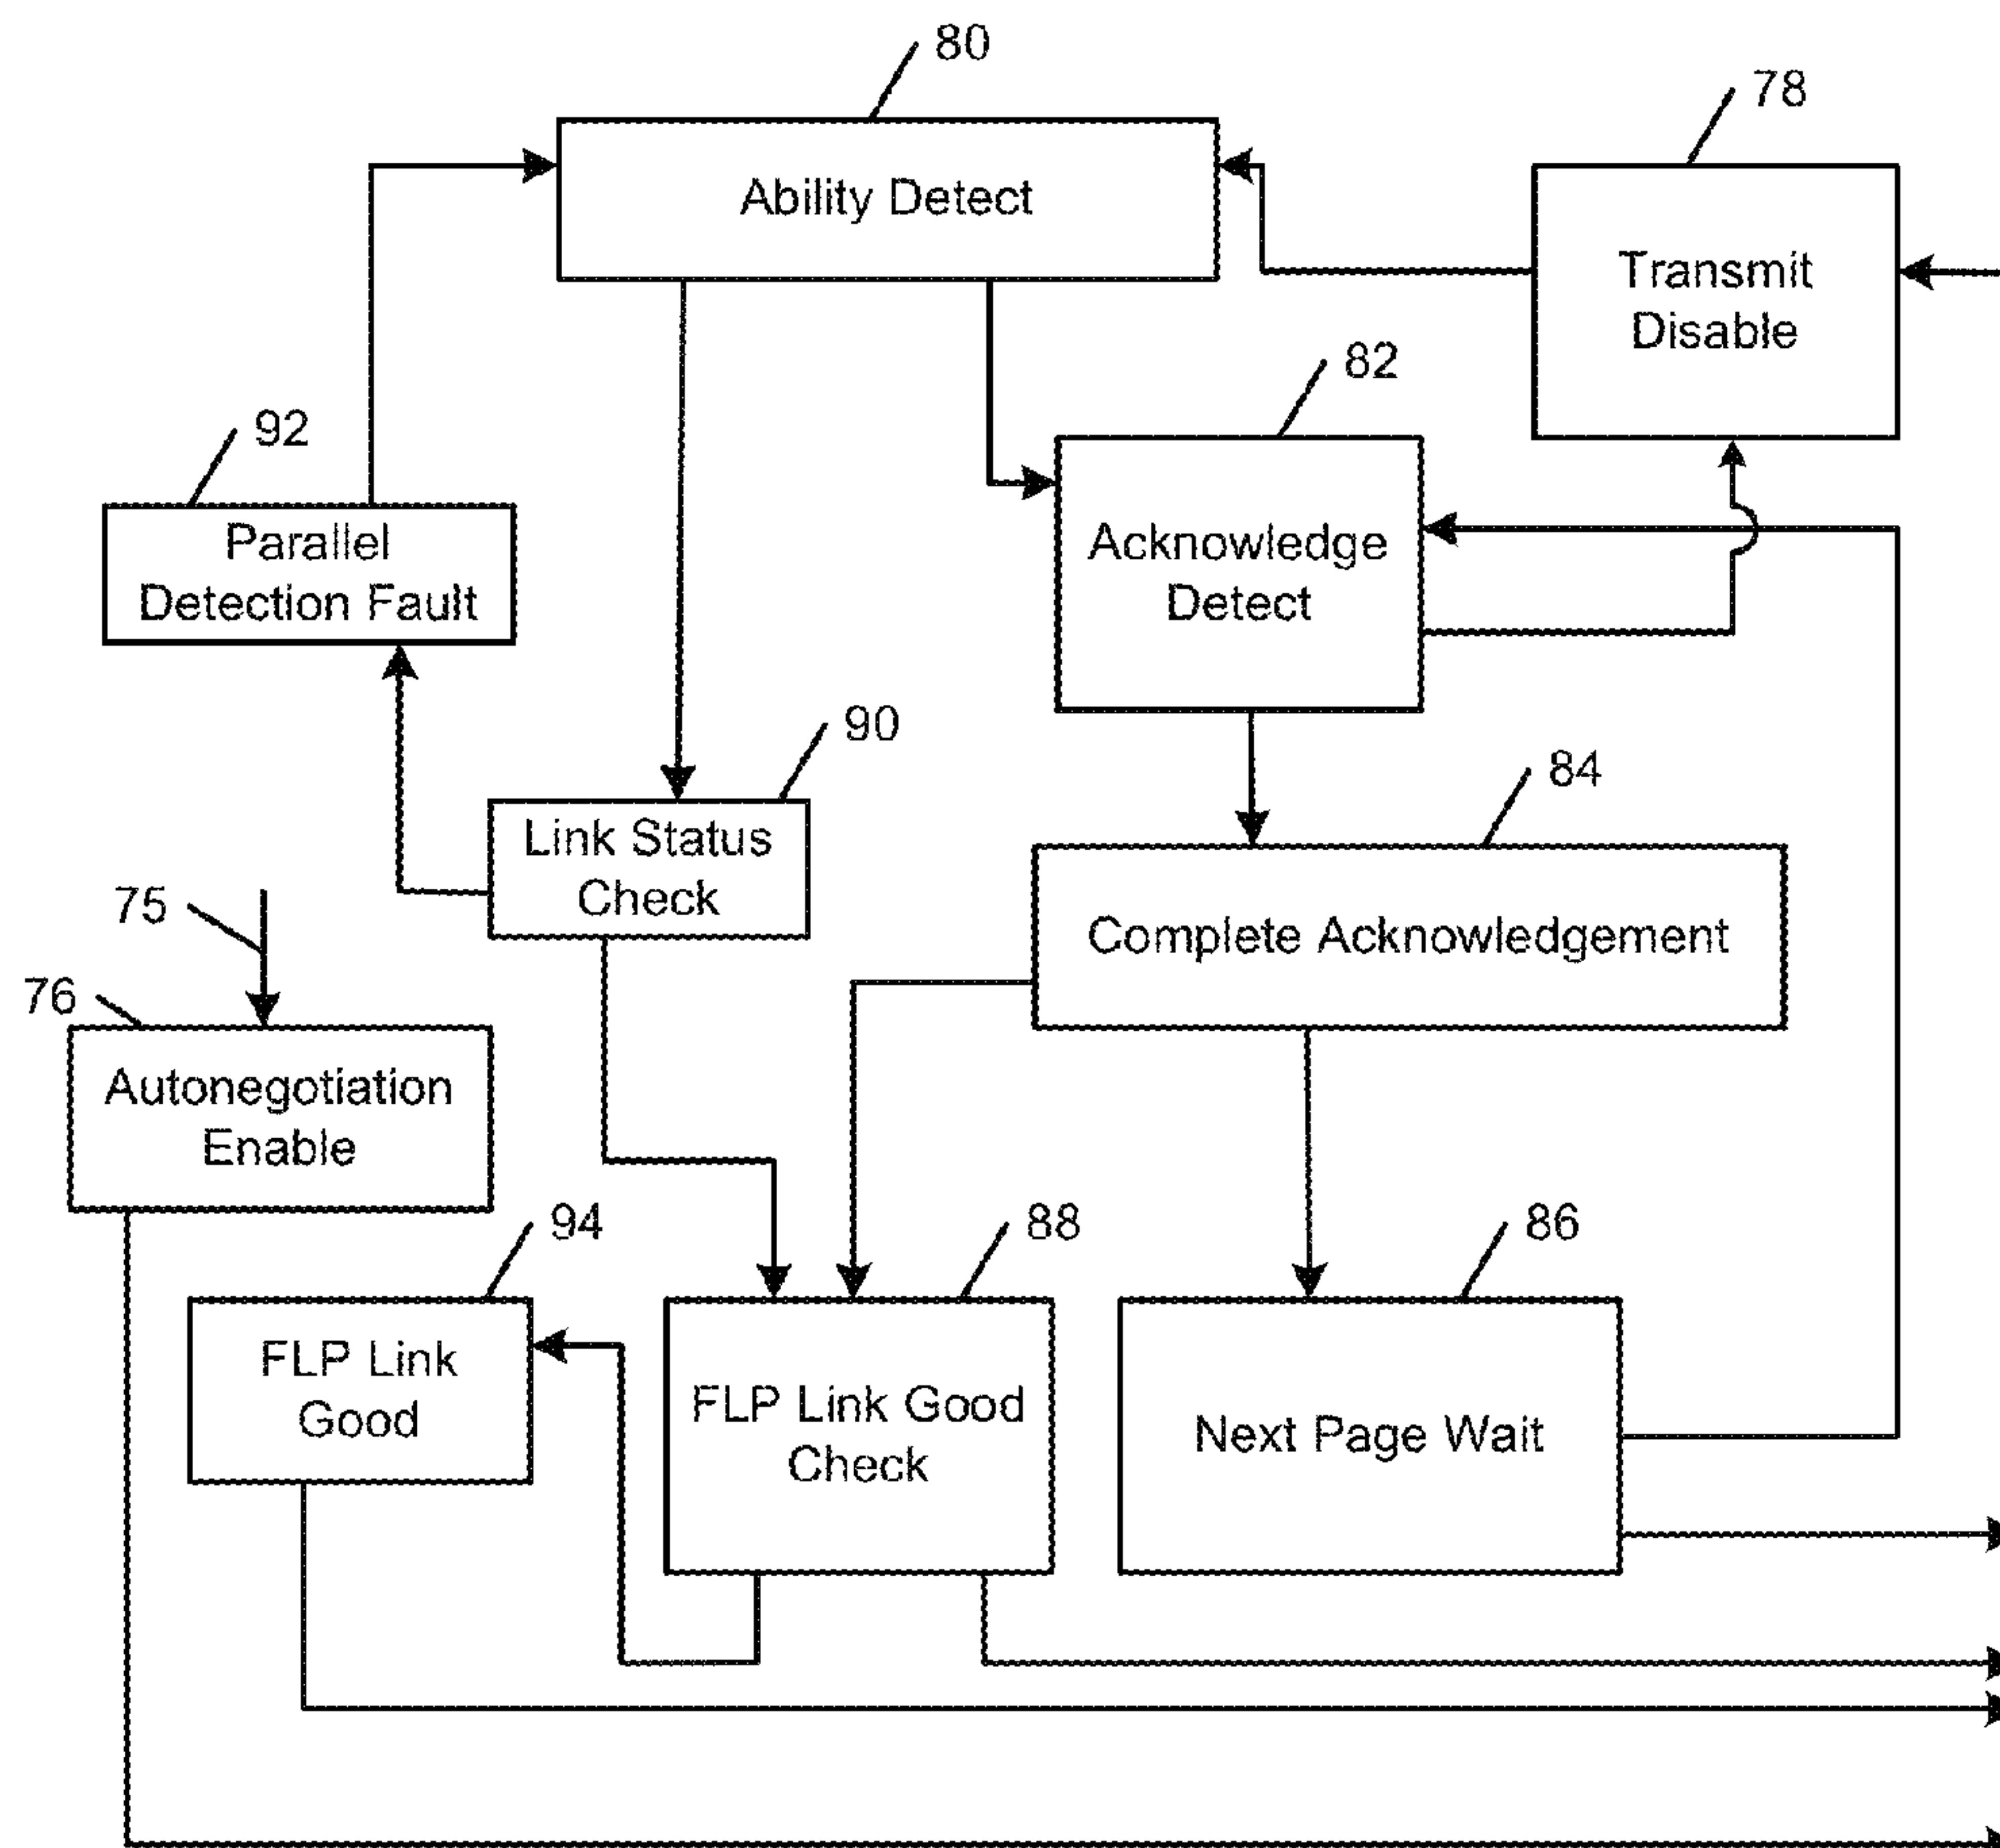 80
78
Ability Detect
Transmit
Disable
82
92
Parallel
Detection Fault
Acknowledge
Detect
90
84
Link Status
Check
75
Complete Acknowledgement
76
Autonegotiation
Enable
94
88
86
FLP Link
Good
FLP Link Good
Check
Next Page Wait